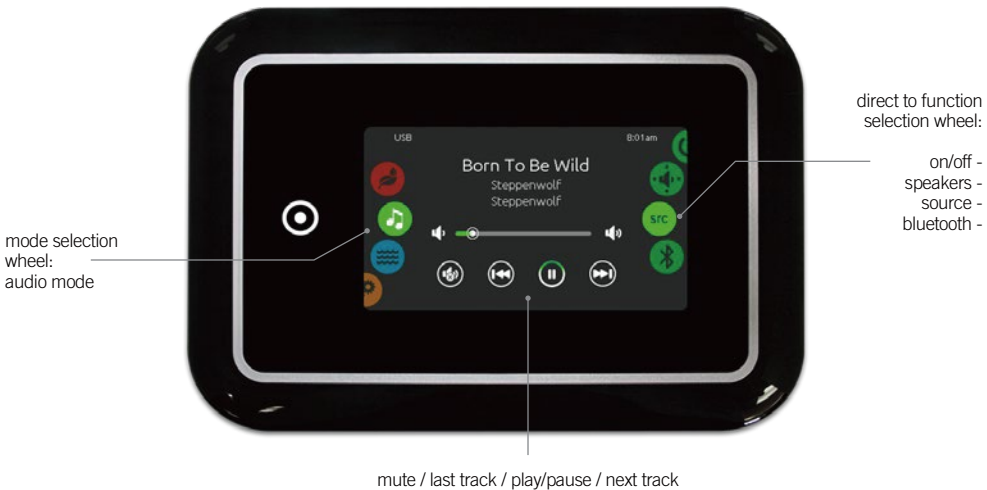 USB
8:01am
Born To Be Wild
Steppenwolf
Steppenwolf
src
mode selection
wheel:
audio mode
direct to function
selection wheel:
on/off -
speakers -
source -
bluetooth -
mute / last track / play/pause / next track